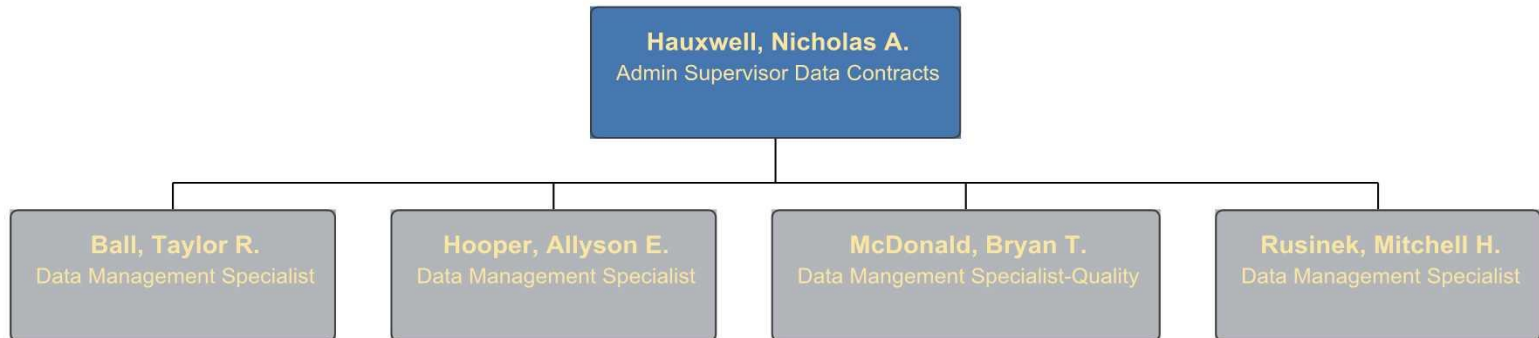 Hauxwell, Nicholas A.
Admin Supervisor Data Contracts
Ball, Taylor R.
Data Management Specialist
Hooper, Allyson E.
Data Management Specialist
McDonald, Bryan T.
Data Mangement Specialist-Quality
Rusinek, Mitchell H.
Data Management Specialist